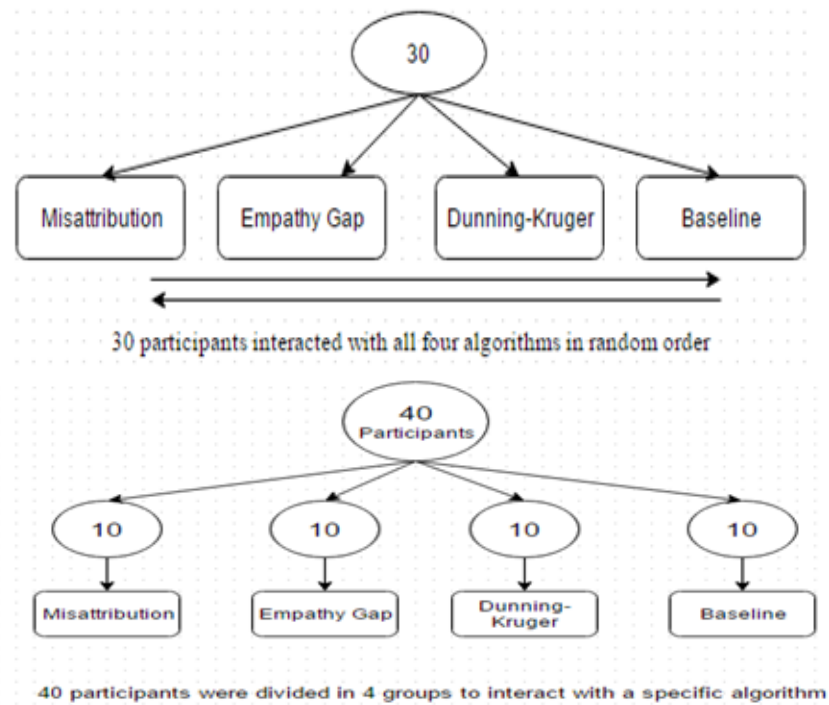 30
Misattribution
Empathy Gap
Dunning-Kruger
Baseline
30 participants interacted with all four algorithms in random order
40
Participants
10
10
10
10
Misattribution
Empathy Gap
Dunning-
Kruger
Baseline
40 participants were divided in 4 groups to interact with a specific algorithm